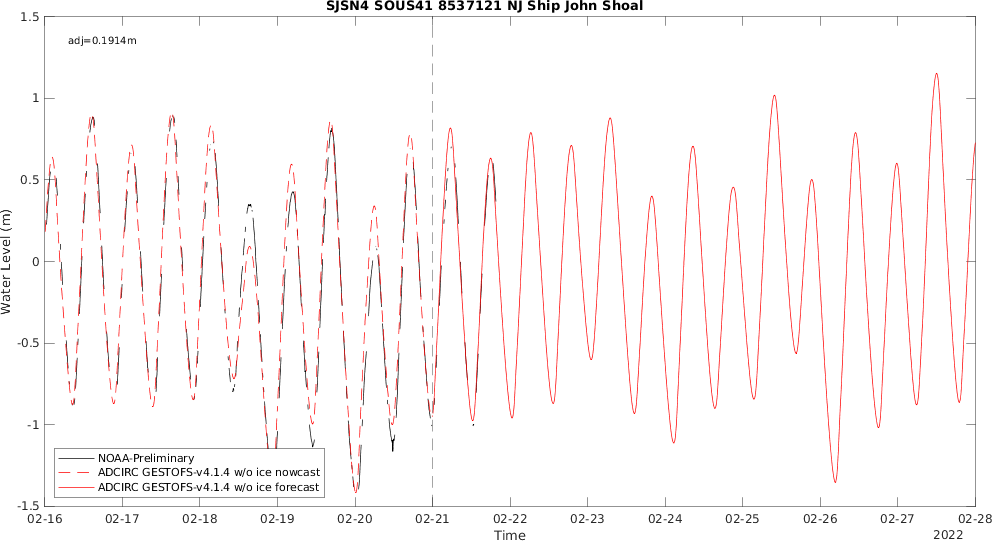 SJSN4 SOUS41 8537121 NJ Ship John Shoal
adj=0.1914m
1.5
1
0.5
0
-0.5
-1
-1.5
Water Level (m)
NOAA-Preliminary
ADCIRC GESTOFS-v4.1.4 w/o ice nowcast
ADCIRC GESTOFS-v4.1.4 w/o ice forecast
02-16 02-17 02-18 02-19 02-20 02-21 02-22 02-23 02-24 02-25 02-26 02-27 02-28
Time
2022